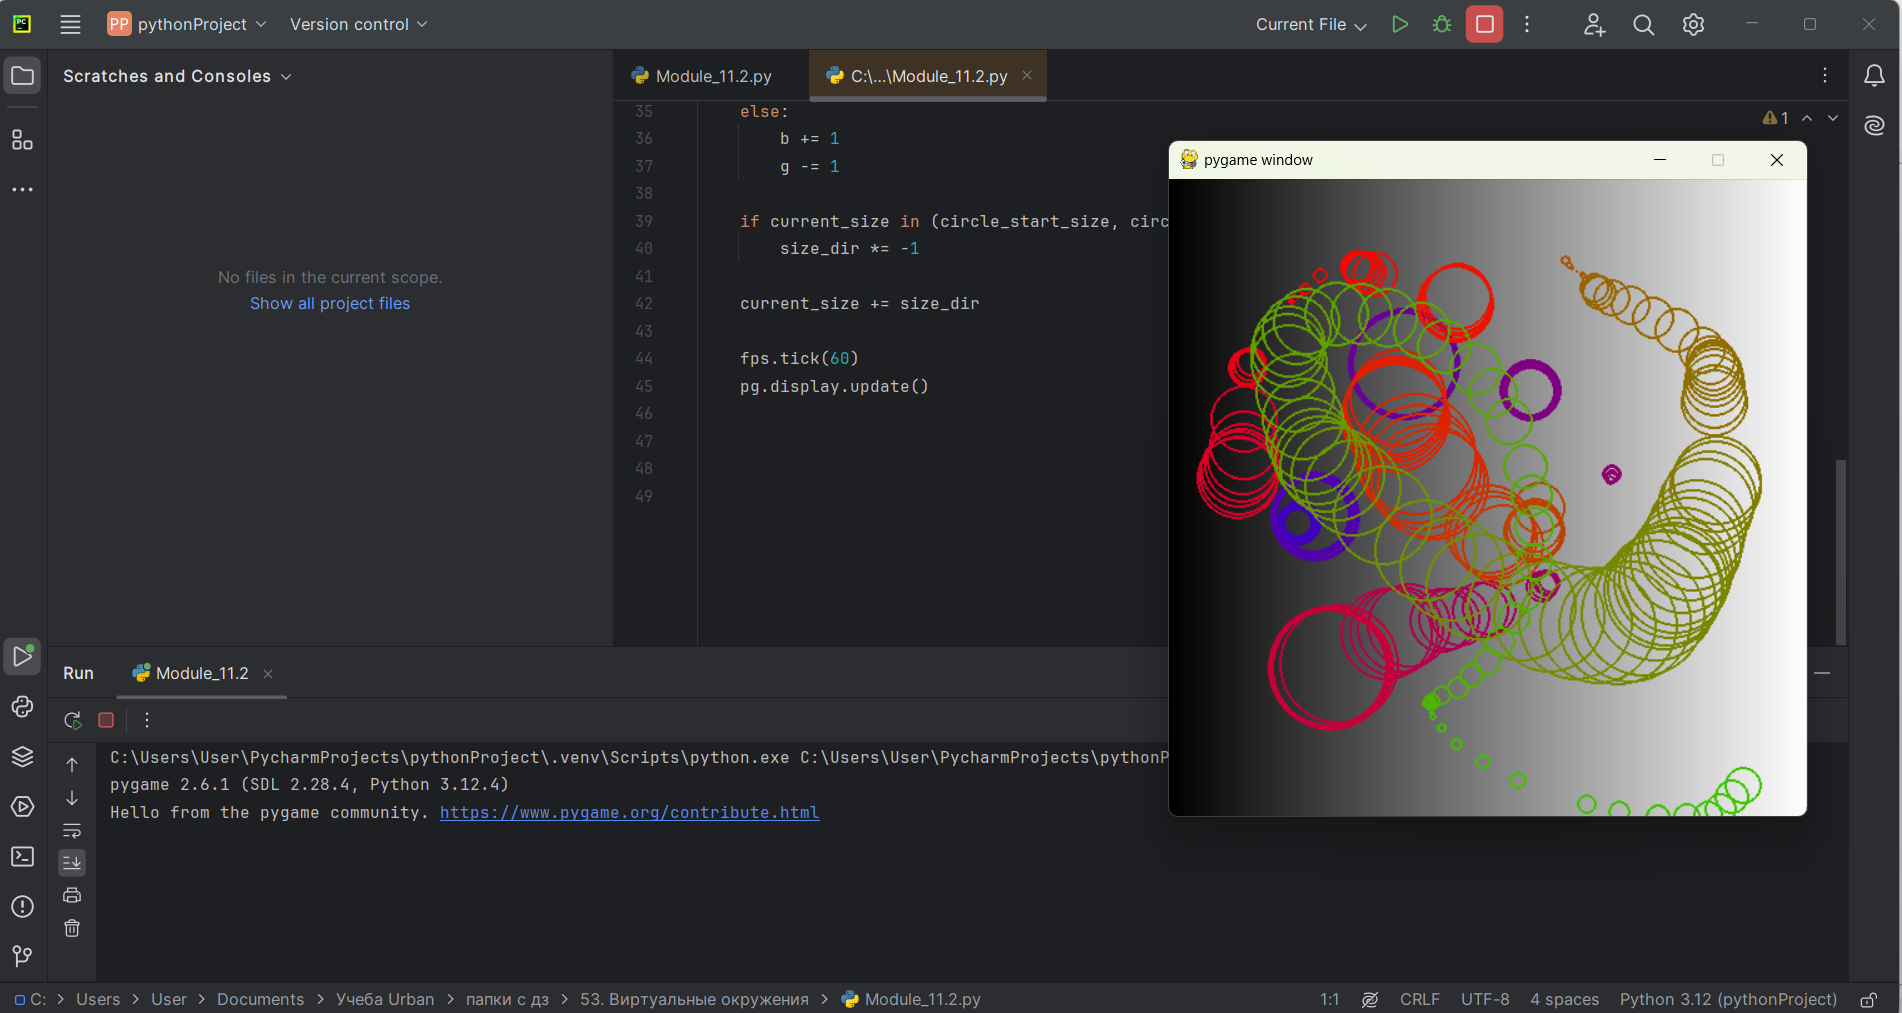 PC
PP pythonProject Version control Current File
Scratches and Consoles
Module_11.2.py C:\...\Module_11.2.py
No files in the current scope.
Show all project files
1
35 else:
36 b += 1
37 g -= 1
38
39 if current_size in (circle_start_size, circ
40 size_dir *= -1
41
42 current_size += size_dir
43
44 fps.tick(60)
45 pg.display.update()
46
47
48
49
pygame window
Run Module_11.2
C:\Users\User\PycharmProjects\pythonProject\.venv\Scripts\python.exe C:\Users\User\PycharmProjects\pythonP
pygame 2.6.1 (SDL 2.28.4, Python 3.12.4)
Hello from the pygame community. https://www.pygame.org/contribute.html
C: > Users > User > Documents > Учеба Urban > папки с дз > 53. Виртуальные окружения > Module_11.2.py 1:1 CRLF UTF-8 4 spaces Python 3.12 (pythonProject)